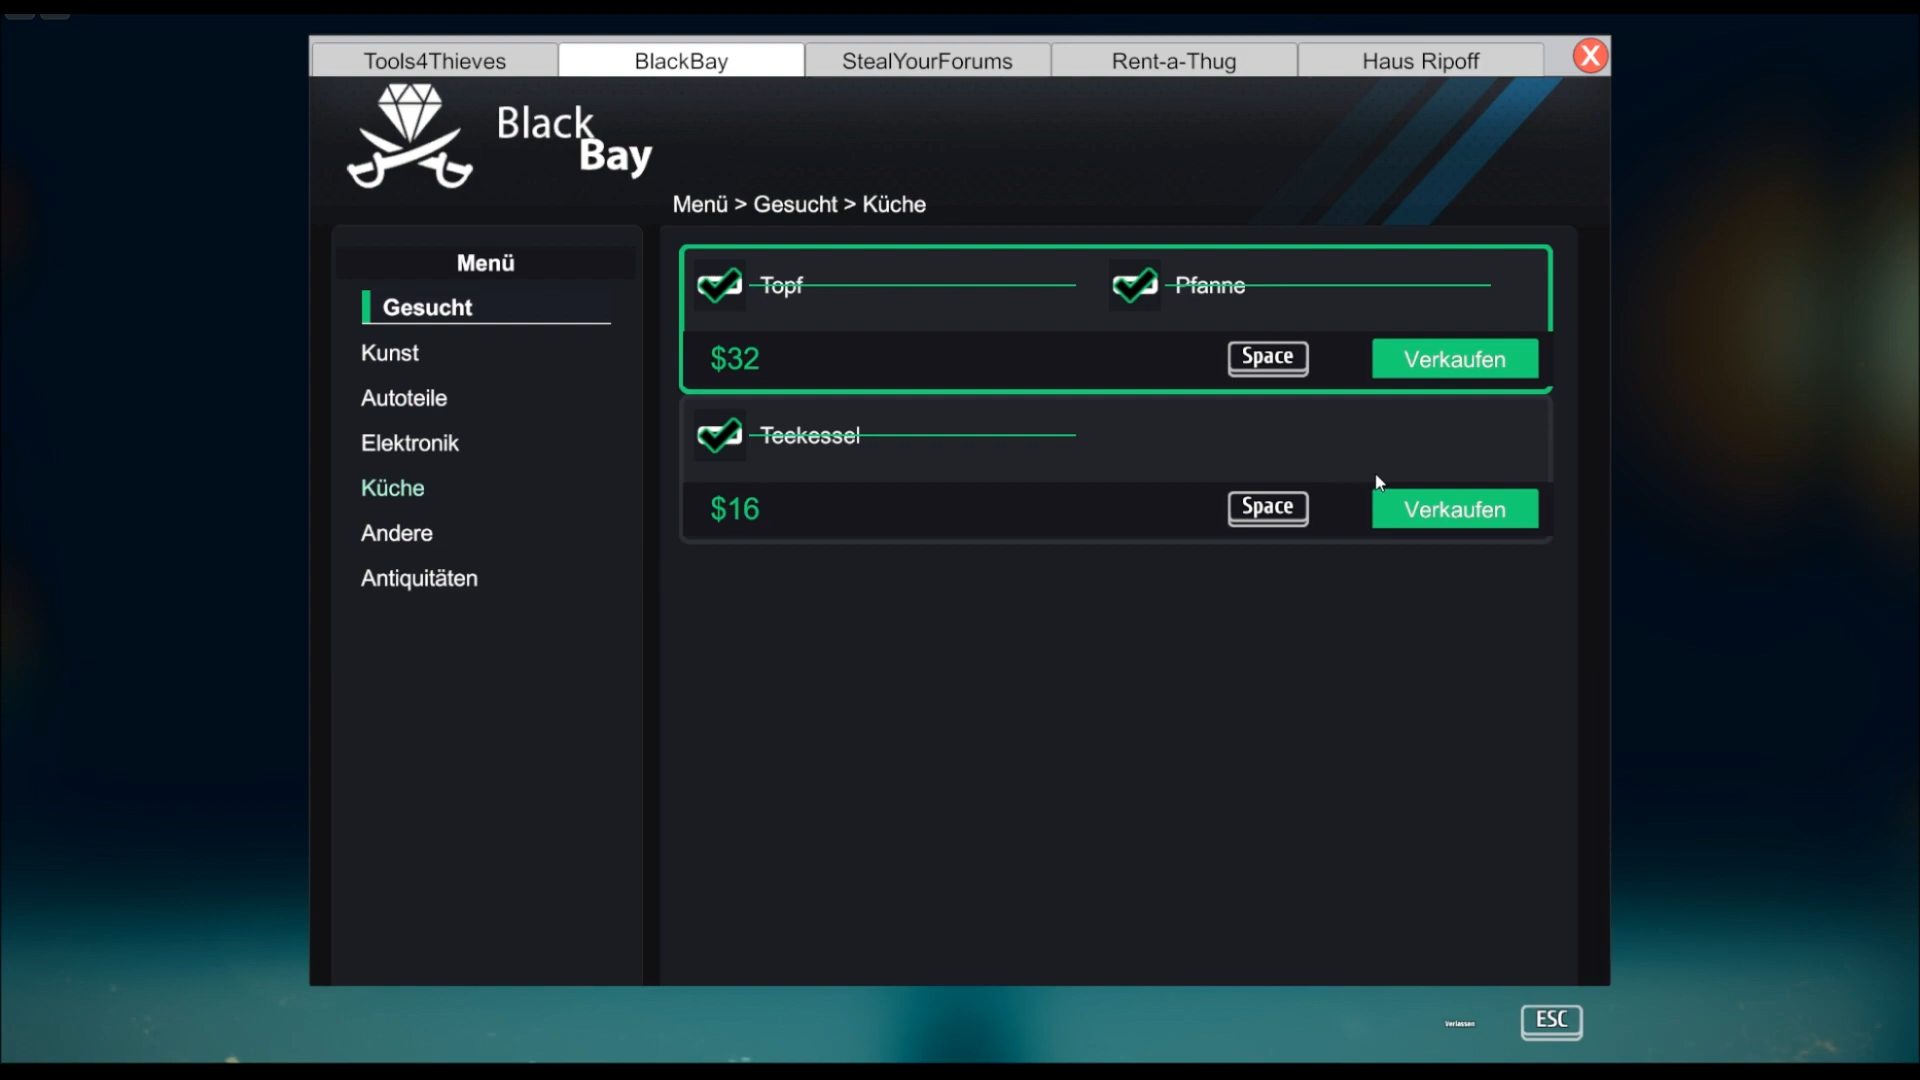 Tools4Thieves BlackBay StealYourForums Rent-a-Thug Haus Ripoff X
Black
Bay
Menü > Gesucht > Küche
Menü
Gesucht
Kunst
Autoteile
Elektronik
Küche
Andere
Antiquitäten
Topf Pfanne
$32 Space Verkaufen
Teekessel
$16 Space Verkaufen
Verlassen ESC